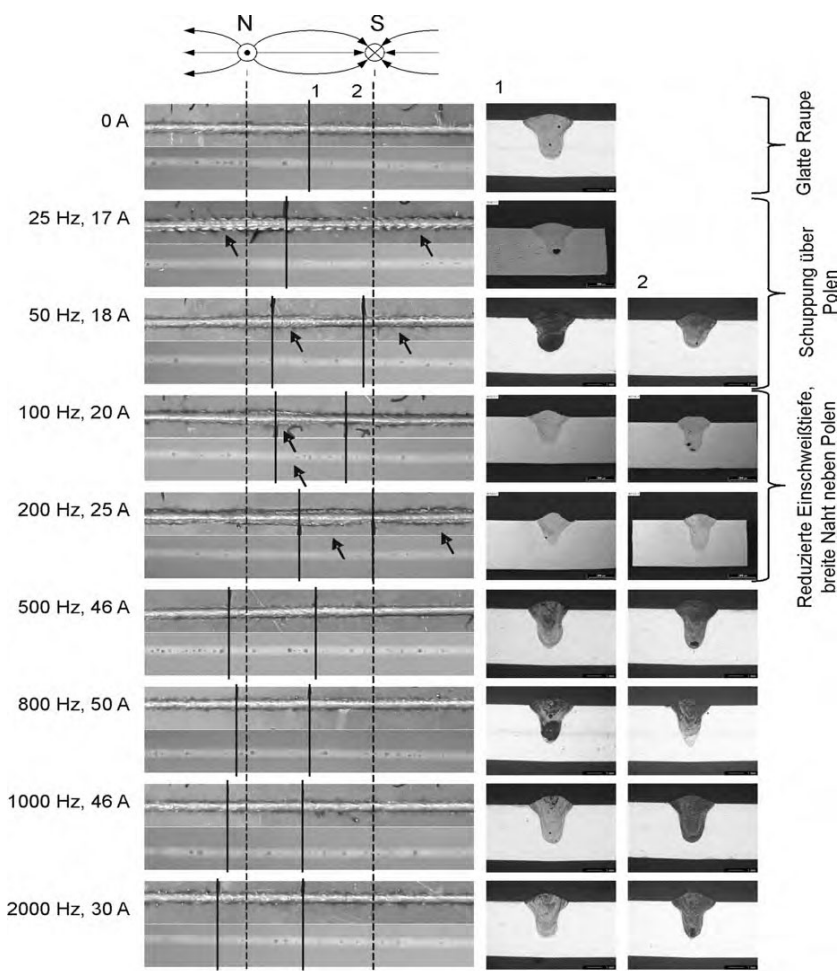 N S
1 2 1
0 A
25 Hz, 17 A
2
50 Hz, 18 A
100 Hz, 20 A
200 Hz, 25 A
500 Hz, 46 A
800 Hz, 50 A
1000 Hz, 46 A
2000 Hz, 30 A
Glatte Raupe
Schuppung über
Polen
Reduzierte Einschweißtiefe,
breite Naht neben Polen